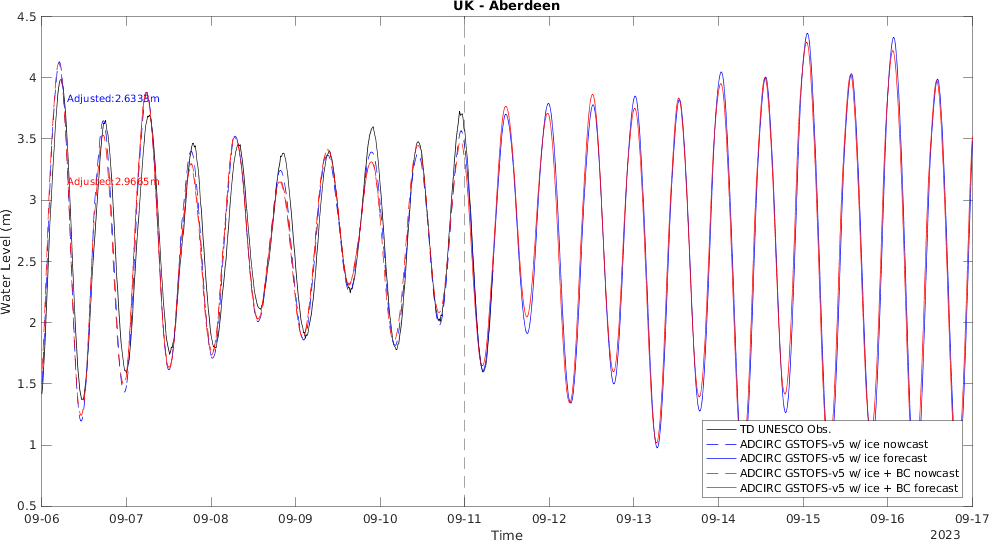 UK - Aberdeen
4.5
4
3.5
3
2.5
2
1.5
1
0.5
Water Level (m)
Adjusted:2.6333m
Adjusted:2.9665m
TD UNESCO Obs.
ADCIRC GSTOFS-v5 w/ ice nowcast
ADCIRC GSTOFS-v5 w/ ice forecast
ADCIRC GSTOFS-v5 w/ ice + BC nowcast
ADCIRC GSTOFS-v5 w/ ice + BC forecast
09-06 09-07 09-08 09-09 09-10 09-11 09-12 09-13 09-14 09-15 09-16 09-17
Time
2023